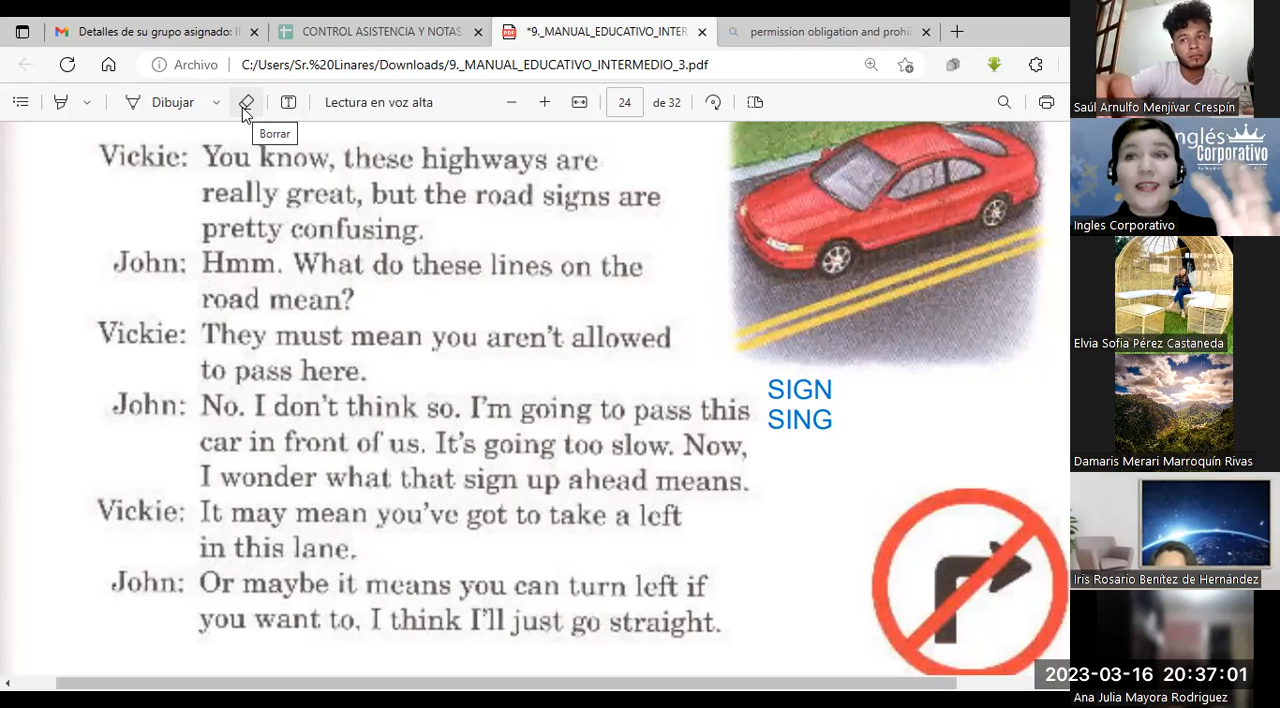 Detalles de su grupo asignado: I
CONTROL ASISTENCIA Y NOTAS
*9._MANUAL_EDUCATIVO_INTER
permission obligation and prohi
Archivo
C:/Users/Sr.%20Linares/Downloads/9._MANUAL_EDUCATIVO_INTERMEDIO_3.pdf
Dibujar
Lectura en voz alta
24
de 32
Borrar
Vickie: You know, these highways are
really great, but the road signs are
pretty confusing.
John: Hmm. What do these lines on the
road mean?
Vickie: They must mean you aren't allowed
to pass here.
John: No. I don't think so. I'm going to pass this
car in front of us. It's going too slow. Now,
I wonder what that sign up ahead means.
Vickie: It may mean you've got to take a left
in this lane.
John: Or maybe it means you can turn left if
you want to. I think I'll just go straight.
SIGN
SING
Saúl Arnulfo Menjívar Crespín
nglés
Corporativo
Ingles Corporativo
Elvia Sofia Pérez Castaneda
Damaris Merari Marroquín Rivas
Iris Rosario Benítez de Hernández
2023-03-16 20:37:01
Ana Julia Mayora Rodriguez